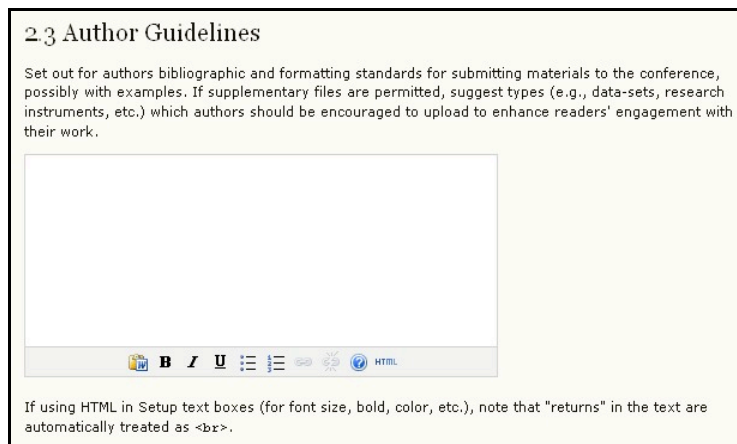 2.3 Author Guidelines
Set out for authors bibliographic and formatting standards for submitting materials to the conference,
possibly with examples. If supplementary files are permitted, suggest types (e.g., data-sets, research
instruments, etc.) which authors should be encouraged to upload to enhance readers' engagement with
their work.
B I U HTML
If using HTML in Setup text boxes (for font size, bold, color, etc.), note that "returns" in the text are
automatically treated as <br>.